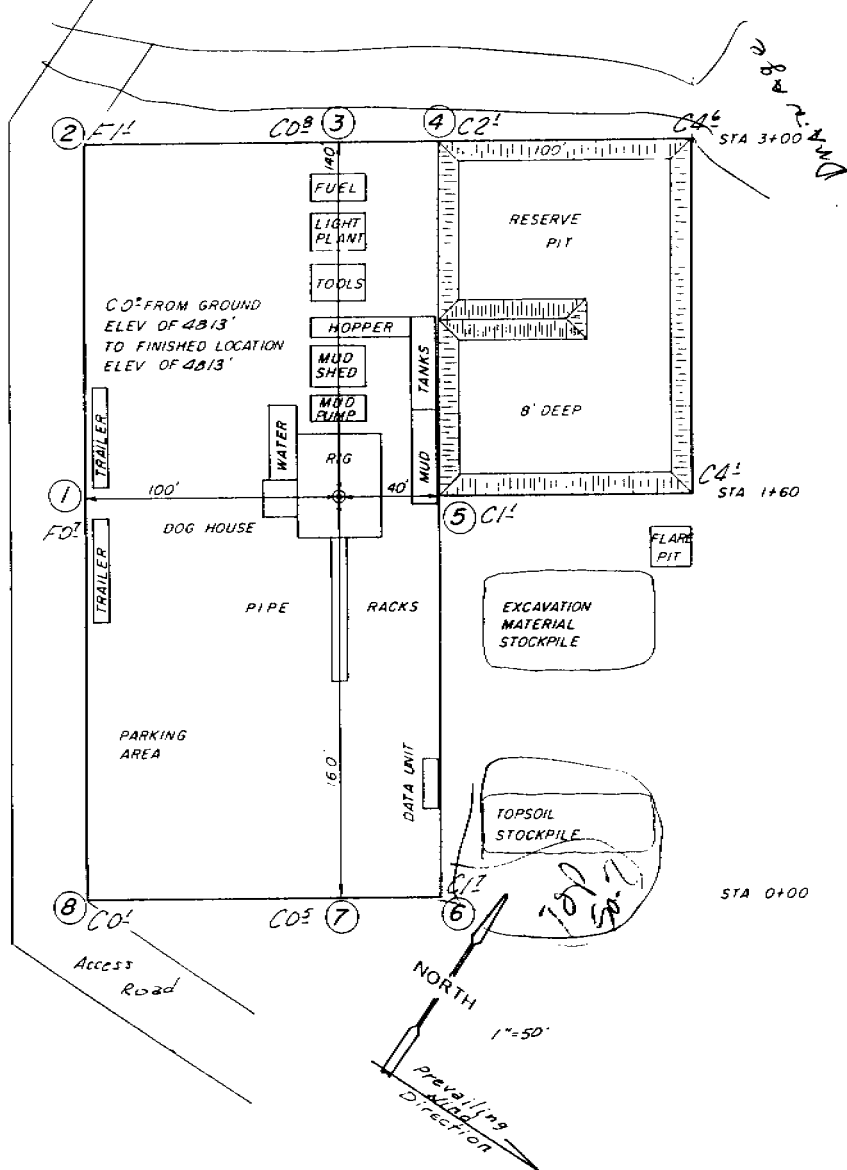 Drainage
2 F1¹ C0⁸ 3 4 C2¹ C4⁶
STA 3+00
140'
100'
FUEL
LIGHT
PLANT
TOOLS
RESERVE
PIT
C0⁰ FROM GROUND
ELEV OF 4813'
TO FINISHED LOCATION
ELEV OF 4813'
HOPPER
MUD
SHED
TANKS
MUD
PUMP
8' DEEP
TRAILER
WATER
RIG
MUD
1
100'
40'
C4¹
STA 1+60
F0⁷
DOG HOUSE
5 C1¹
FLARE
PIT
TRAILER
PIPE RACKS
EXCAVATION
MATERIAL
STOCKPILE
PARKING
AREA
160'
DATA UNIT
TOPSOIL
STOCKPILE
Top
Soil
8 C0¹ C0⁵ 7 C1⁷ 6
STA 0+00
Access
Road
NORTH
1"=50'
Prevailing
Wind
Direction